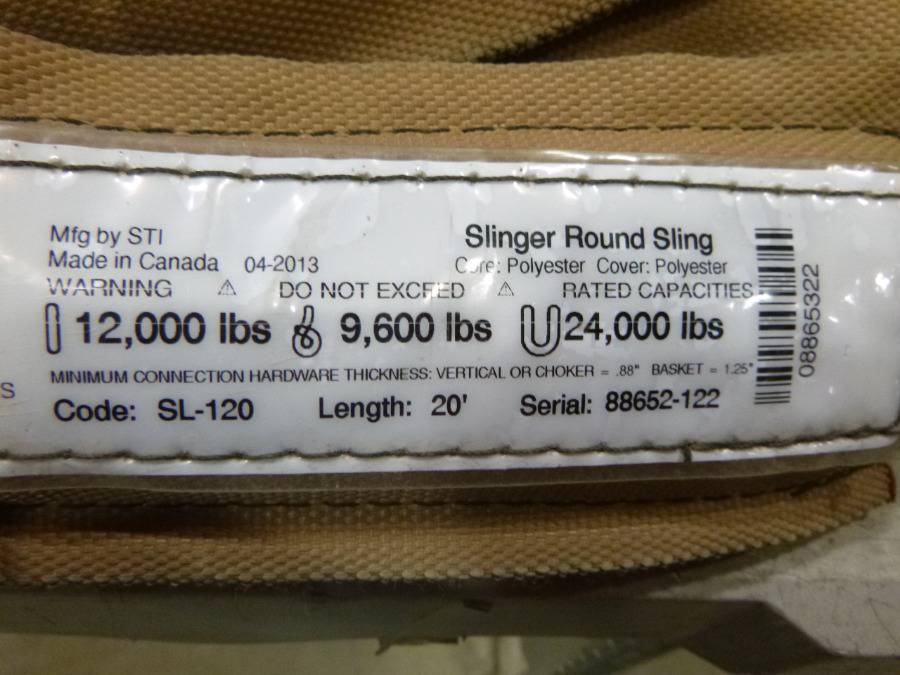 Mfg by STI
Made in Canada 04-2013
Slinger Round Sling
Core: Polyester Cover: Polyester
WARNING ⚠ DO NOT EXCEED ⚠ RATED CAPACITIES
12,000 lbs 9,600 lbs 24,000 lbs
MINIMUM CONNECTION HARDWARE THICKNESS: VERTICAL OR CHOKER = .88" BASKET = 1.25"
Code: SL-120 Length: 20' Serial: 88652-122
08865322
S